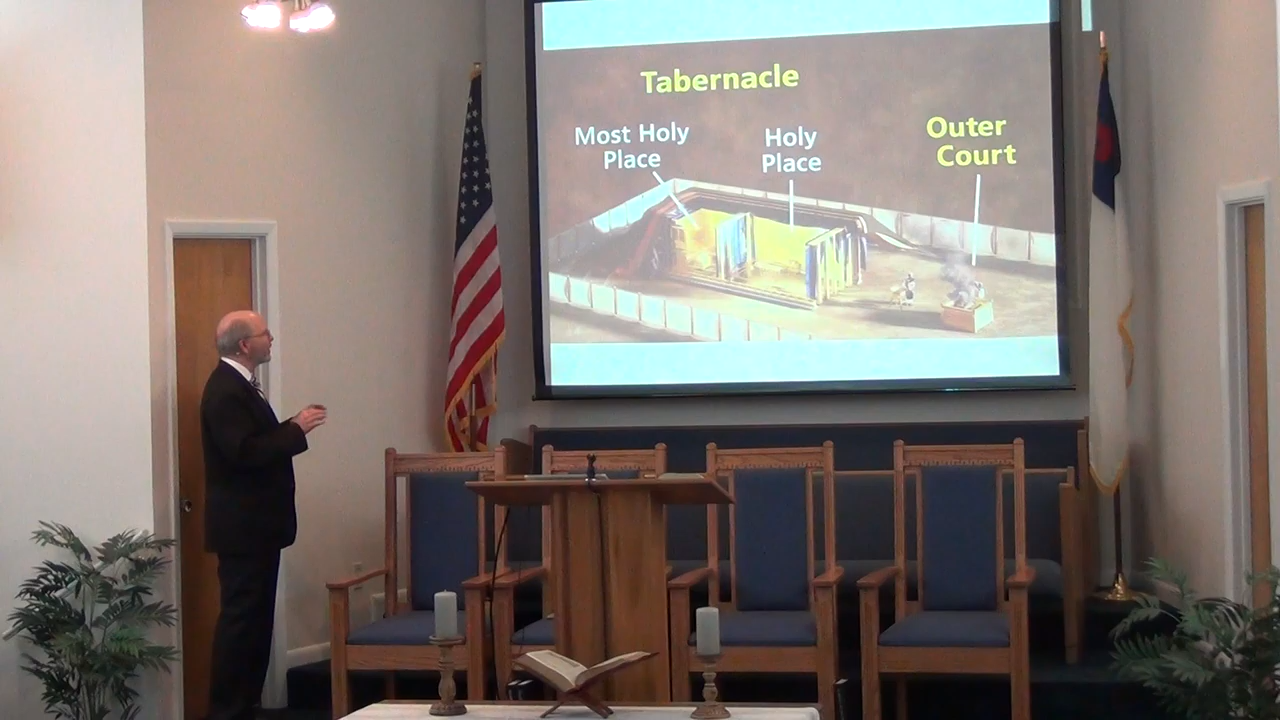 Tabernacle
Most Holy
Place
Holy
Place
Outer
Court